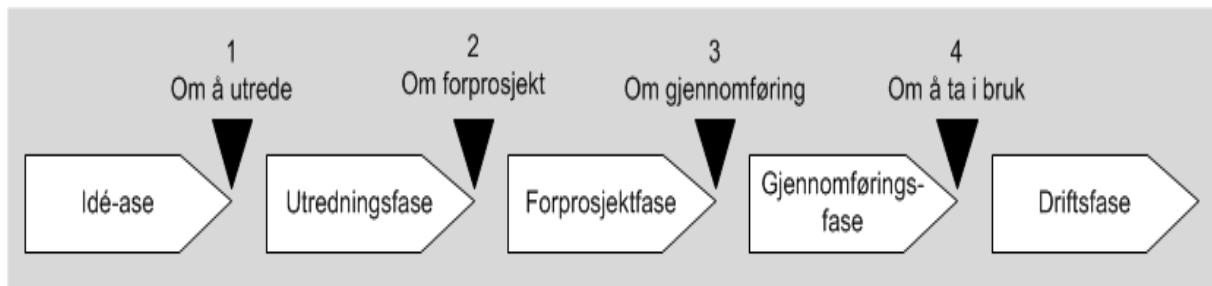 1
Om å utrede
2
Om forprosjekt
3
Om gjennomføring
4
Om å ta i bruk
Idé-ase
Utredningsfase
Forprosjektfase
Gjennomførings-
fase
Driftsfase